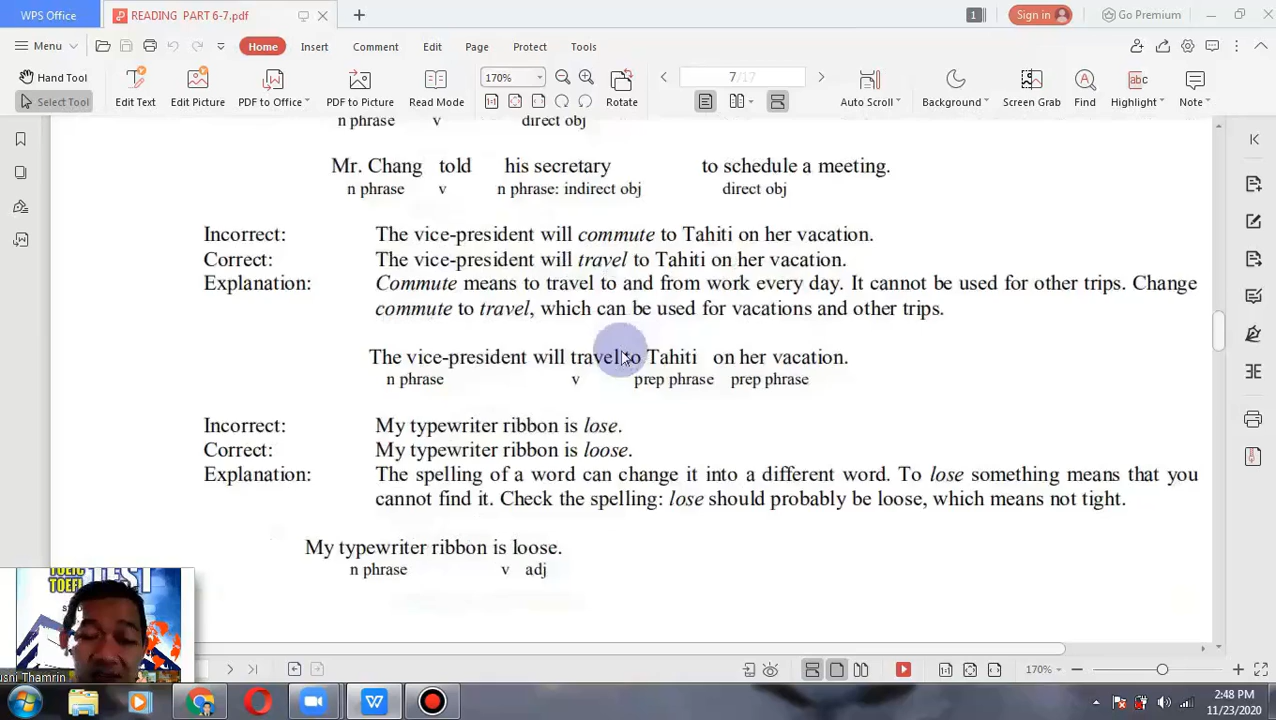 WPS Office
READING PART 6-7.pdf
1
Sign in
Go Premium
Menu
Home
Insert
Comment
Edit
Page
Protect
Tools
Hand Tool
Select Tool
Edit Text
Edit Picture
PDF to Office
PDF to Picture
Read Mode
170%
Rotate
7/17
Auto Scroll
Background
Screen Grab
Find
Highlight
Note
n phrase v direct obj
Mr. Chang told his secretary to schedule a meeting.
n phrase v n phrase: indirect obj direct obj
Incorrect: The vice-president will commute to Tahiti on her vacation.
Correct: The vice-president will travel to Tahiti on her vacation.
Explanation: Commute means to travel to and from work every day. It cannot be used for other trips. Change
commute to travel, which can be used for vacations and other trips.
The vice-president will travel to Tahiti on her vacation.
n phrase v prep phrase prep phrase
Incorrect: My typewriter ribbon is lose.
Correct: My typewriter ribbon is loose.
Explanation: The spelling of a word can change it into a different word. To lose something means that you
cannot find it. Check the spelling: lose should probably be loose, which means not tight.
My typewriter ribbon is loose.
n phrase v adj
TOEFL
TEST
usni Thamrin
170%
2:48 PM
11/23/2020